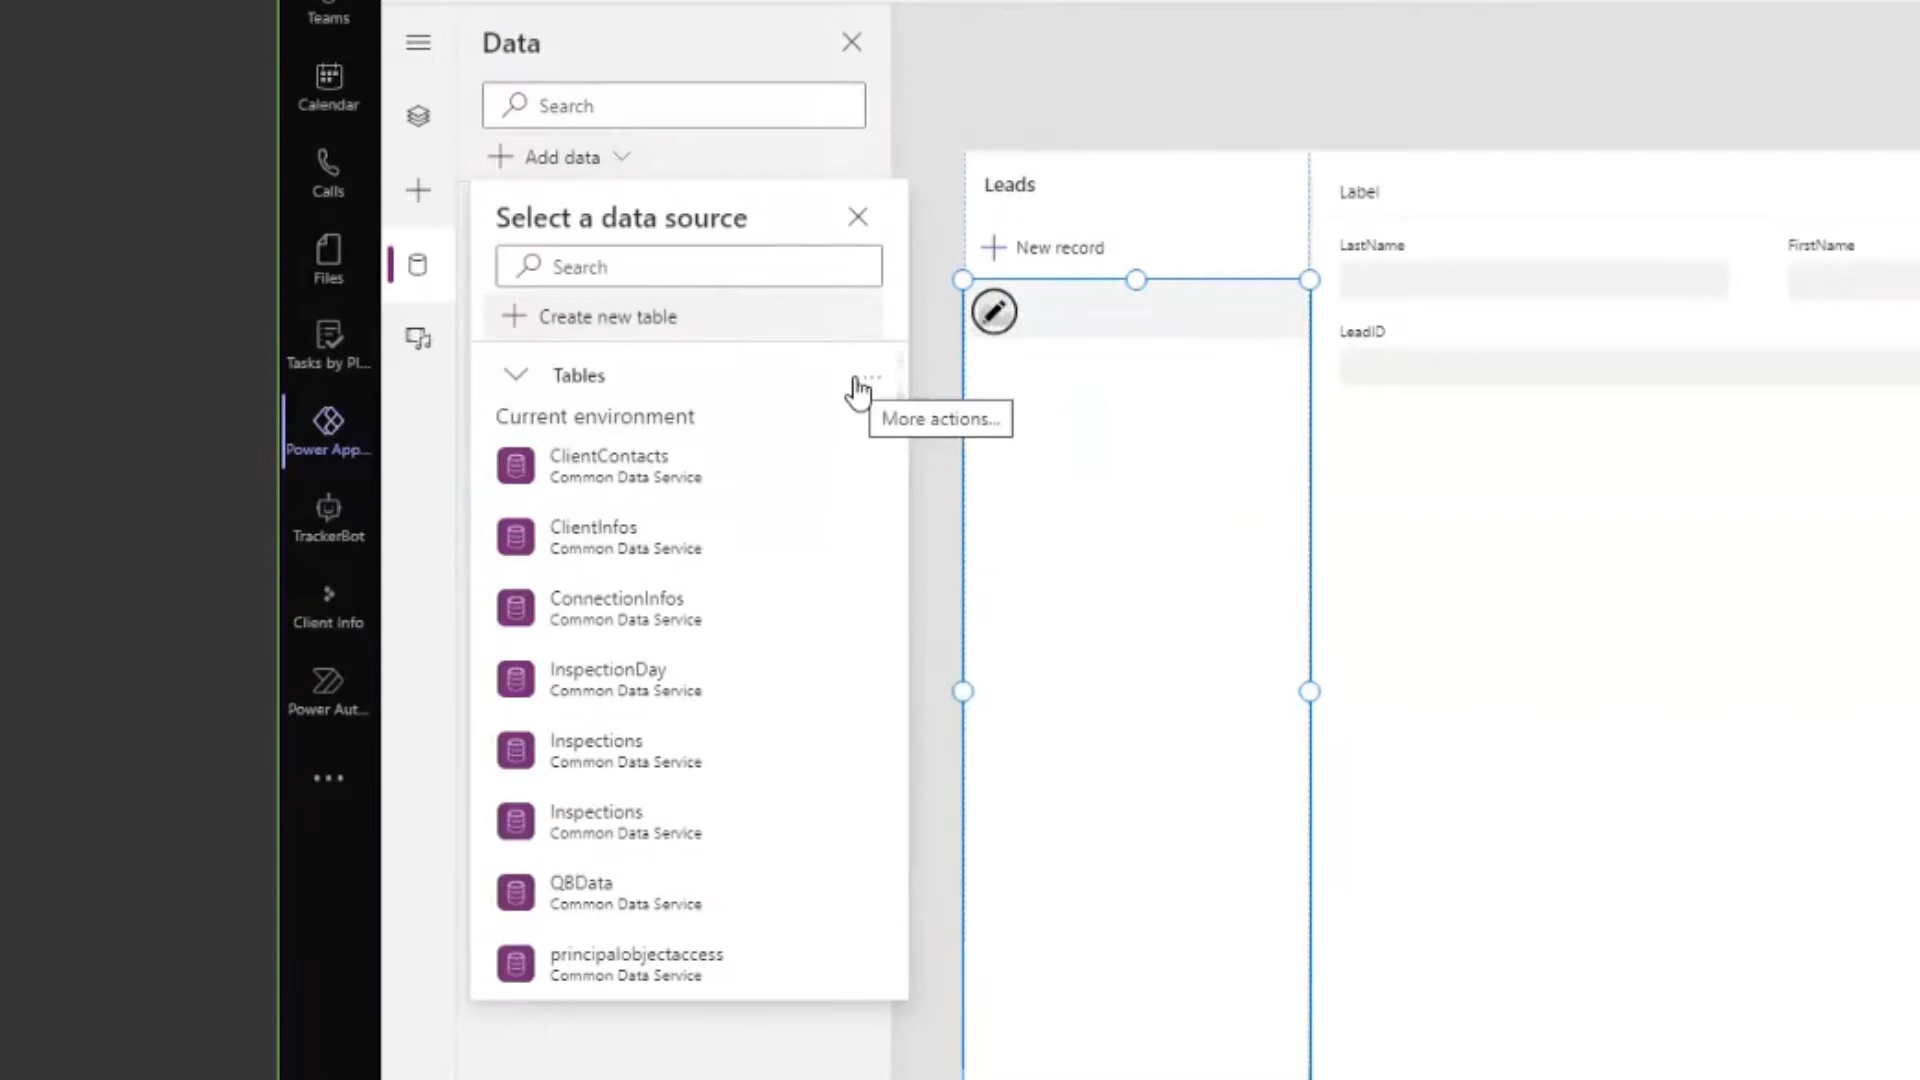 Teams
Calendar
Calls
Files
Tasks by Pl...
Power App...
TrackerBot
Client Info
Power Aut...
Data
Search
Add data
Select a data source
Search
Create new table
Tables
More actions...
Current environment
ClientContacts
Common Data Service
ClientInfos
Common Data Service
ConnectionInfos
Common Data Service
InspectionDay
Common Data Service
Inspections
Common Data Service
Inspections
Common Data Service
QBData
Common Data Service
principalobjectaccess
Common Data Service
Leads
New record
Label
LastName
FirstName
LeadID